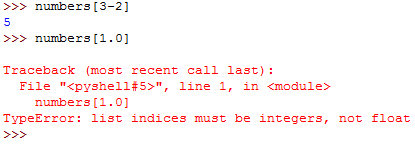 >>> numbers[3-2]
5
>>> numbers[1.0]
Traceback (most recent call last):
  File "<pyshell#5>", line 1, in <module>
    numbers[1.0]
TypeError: list indices must be integers, not float
>>>